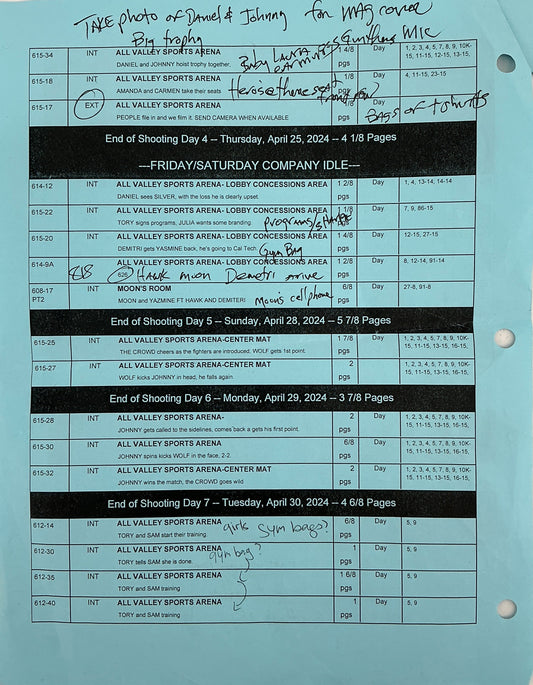 TAKE photo of Daniel & Johnny for MAG cover
Big trophy
615-34 INT ALL VALLEY SPORTS ARENA 1 4/8 pgs Day 1, 2, 3, 4, 5, 7, 8, 9, 10K-15, 11-15, 12-15, 13-15,
DANIEL and JOHNNY hoist trophy together. Baby LAURA CARMEN'S Gunthers MIC
615-18 INT ALL VALLEY SPORTS ARENA 1/8 pgs Day 4, 11-15, 23-15
AMANDA and CARMEN take their seats
615-17 EXT ALL VALLEY SPORTS ARENA 1/8 pgs Day BAGS of tshirts
PEOPLE file in and we film it. SEND CAMERA WHEN AVAILABLE
End of Shooting Day 4 -- Thursday, April 25, 2024 -- 4 1/8 Pages
---FRIDAY/SATURDAY COMPANY IDLE---
614-12 INT ALL VALLEY SPORTS ARENA- LOBBY CONCESSIONS AREA 1 2/8 pgs Day 1, 4, 13-14, 14-14
DANIEL sees SILVER, with the loss he is clearly upset.
615-22 INT ALL VALLEY SPORTS ARENA- LOBBY CONCESSIONS AREA 1 1/8 pgs Day 7, 9, 86-15
TORY signs programs, JULIA wants some branding. programs/sharpie
615-20 INT ALL VALLEY SPORTS ARENA- LOBBY CONCESSIONS AREA 1 4/8 pgs Day 12-15, 27-15
DEMITRI gets YASMINE back, he's going to Cal Tech. Gym Bag
614-9A INT ALL VALLEY SPORTS ARENA- LOBBY CONCESSIONS AREA 1 2/8 pgs Day 8, 12-14, 91-14
818 S26 Hawk moon Demetri arrive
608-17 PT2 INT MOON'S ROOM 6/8 pgs Day 27-8, 91-8
MOON and YAZMINE FT HAWK AND DEMITERI Moon's cell phone
End of Shooting Day 5 -- Sunday, April 28, 2024 -- 5 7/8 Pages
615-25 INT ALL VALLEY SPORTS ARENA-CENTER MAT 1 7/8 pgs Day 1, 2, 3, 4, 5, 7, 8, 9, 10K-15, 11-15, 13-15, 16-15,
THE CROWD cheers as the fighters are introduced, WOLF gets 1st point.
615-27 INT ALL VALLEY SPORTS ARENA-CENTER MAT 2 pgs Day 1, 2, 3, 4, 5, 7, 8, 9, 10K-15, 11-15, 13-15, 16-15,
WOLF kicks JOHNNY in head, he falls again.
End of Shooting Day 6 -- Monday, April 29, 2024 -- 3 7/8 Pages
615-28 INT ALL VALLEY SPORTS ARENA- 2 pgs Day 1, 2, 3, 4, 5, 7, 8, 9, 10K-15, 11-15, 13-15, 16-15,
JOHNNY gets called to the sidelines, comes back a gets his first point.
615-30 INT ALL VALLEY SPORTS ARENA 6/8 pgs Day 1, 2, 3, 4, 5, 7, 8, 9, 10K-15, 11-15, 13-15, 16-15,
JOHNNY spins kicks WOLF in the face, 2-2.
615-32 INT ALL VALLEY SPORTS ARENA-CENTER MAT 2 pgs Day 1, 2, 3, 4, 5, 7, 8, 9, 10K-15, 11-15, 13-15, 16-15,
JOHNNY wins the match, the CROWD goes wild
End of Shooting Day 7 -- Tuesday, April 30, 2024 -- 4 6/8 Pages
612-14 INT ALL VALLEY SPORTS ARENA 6/8 pgs Day 5, 9
TORY and SAM start their training. girls gym bags?
612-30 INT ALL VALLEY SPORTS ARENA 1 pgs Day 5, 9
TORY tells SAM she is done. gym bag?
612-35 INT ALL VALLEY SPORTS ARENA 1 6/8 pgs Day 5, 9
TORY and SAM training
612-40 INT ALL VALLEY SPORTS ARENA 1 pgs Day 5, 9
TORY and SAM training